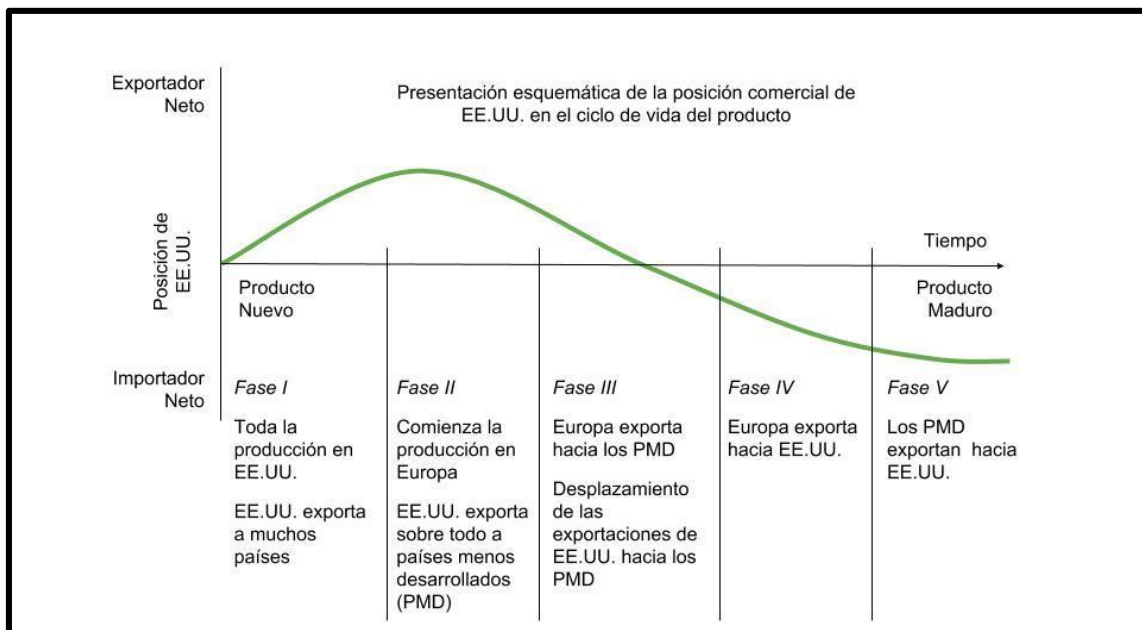 Exportador
Neto
Presentación esquemática de la posición comercial de
EE.UU. en el ciclo de vida del producto
Posición de
EE.UU.
Tiempo
Producto
Nuevo
Producto
Maduro
Importador
Neto
Fase I
Toda la
producción en
EE.UU.
EE.UU. exporta
a muchos
países
Fase II
Comienza la
producción en
Europa
EE.UU. exporta
sobre todo a
países menos
desarrollados
(PMD)
Fase III
Europa exporta
hacia los PMD
Desplazamiento
de las
exportaciones de
EE.UU. hacia los
PMD
Fase IV
Europa exporta
hacia EE.UU.
Fase V
Los PMD
exportan hacia
EE.UU.